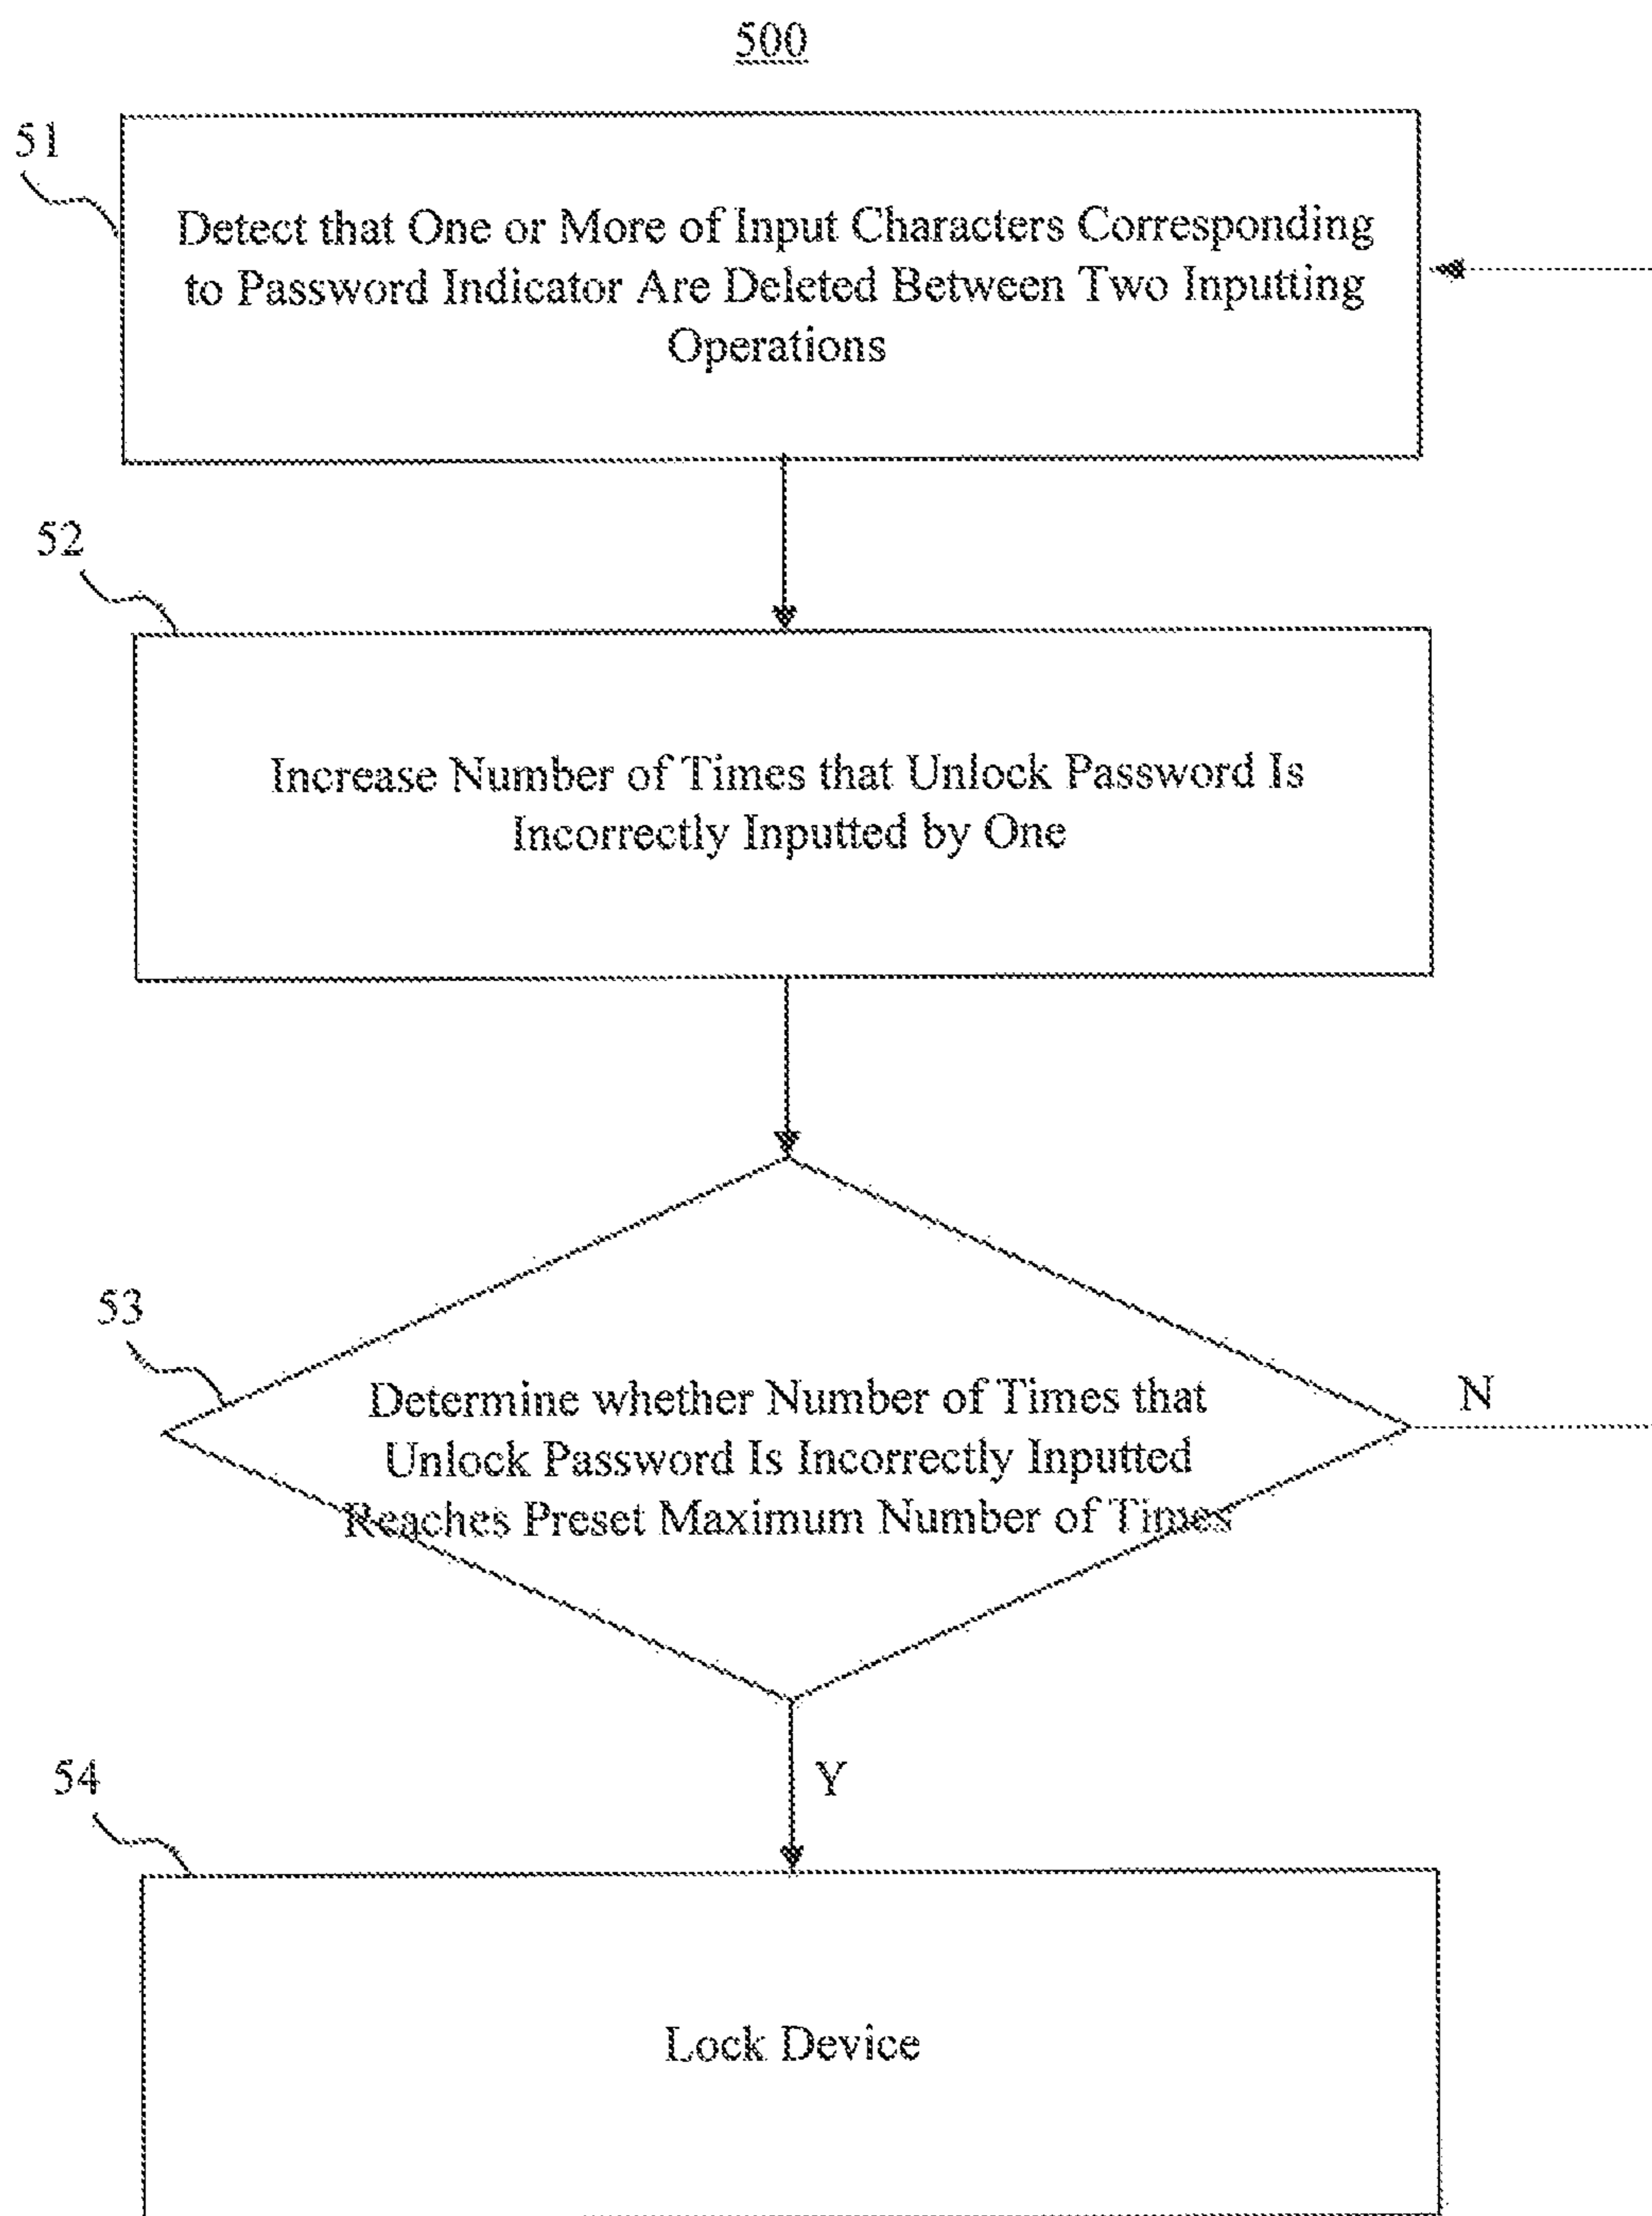 500
51
Detect that One or More of Input Characters Corresponding
to Password Indicator Are Deleted Between Two Inputting
Operations
52
Increase Number of Times that Unlock Password Is
Incorrectly Inputted by One
53
Determine whether Number of Times that
Unlock Password Is Incorrectly Inputted
Reaches Preset Maximum Number of Times
N
Y
54
Lock Device